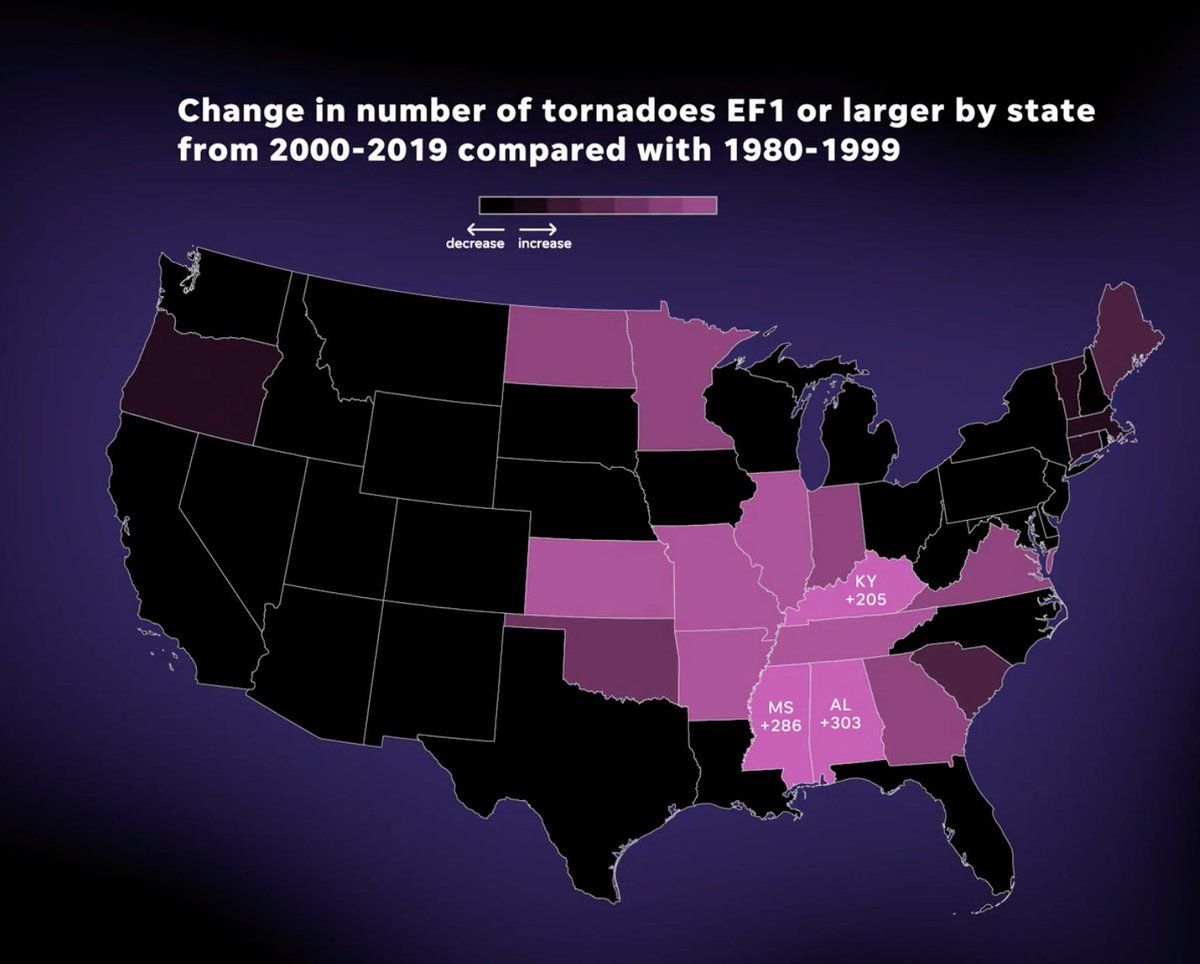 Change in number of tornadoes EF1 or larger by state
from 2000-2019 compared with 1980-1999
decrease increase
KY
+205
MS
+286
AL
+303